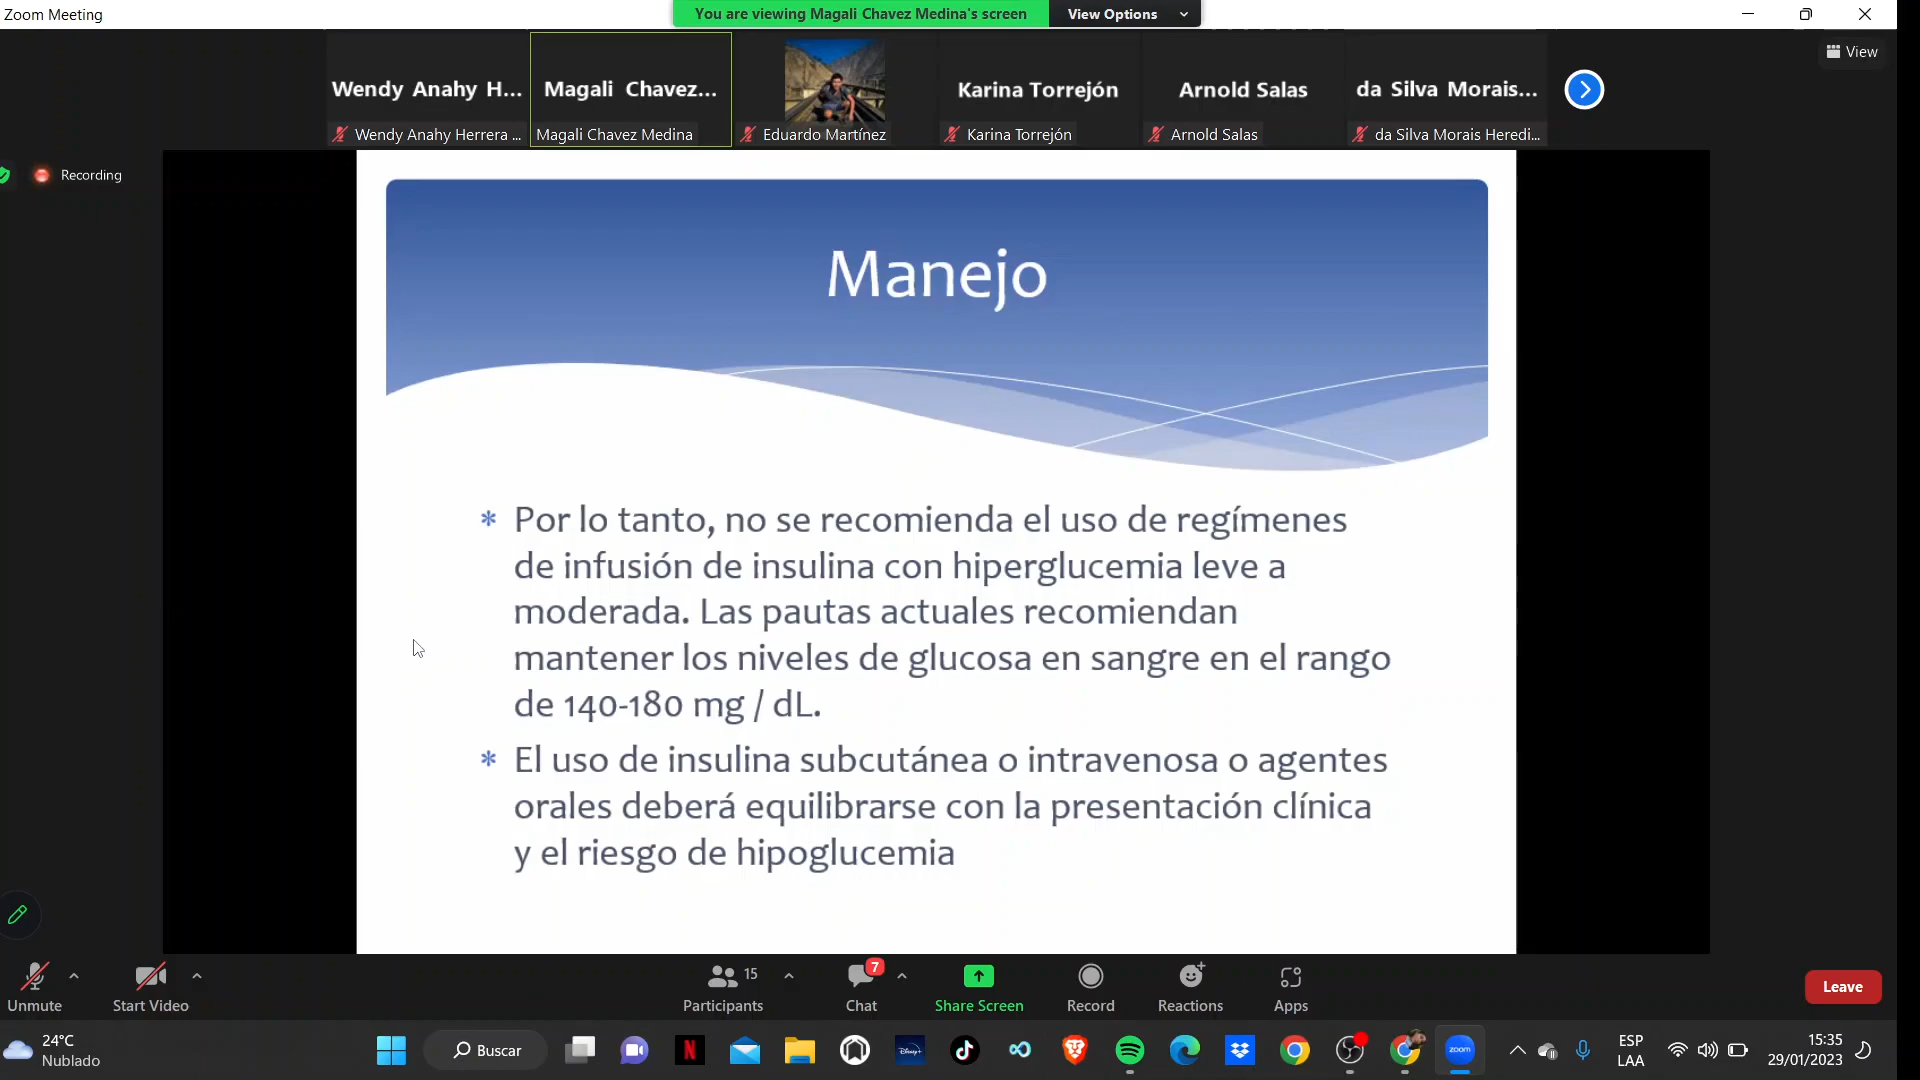 Zoom Meeting
You are viewing Magali Chavez Medina's screen
View Options
View
Wendy Anahy H...
Magali Chavez...
Karina Torrejón
Arnold Salas
da Silva Morais...
Wendy Anahy Herrera ...
Magali Chavez Medina
Eduardo Martínez
Karina Torrejón
Arnold Salas
da Silva Morais Heredi...
Recording
Manejo
* Por lo tanto, no se recomienda el uso de regímenes
de infusión de insulina con hiperglucemia leve a
moderada. Las pautas actuales recomiendan
mantener los niveles de glucosa en sangre en el rango
de 140-180 mg / dL.
* El uso de insulina subcutánea o intravenosa o agentes
orales deberá equilibrarse con la presentación clínica
y el riesgo de hipoglucemia
15
7
Unmute
Start Video
Participants
Chat
Share Screen
Record
Reactions
Apps
Leave
24°C
Nublado
Buscar
N
Disney+
zoom
ESP
LAA
15:35
29/01/2023